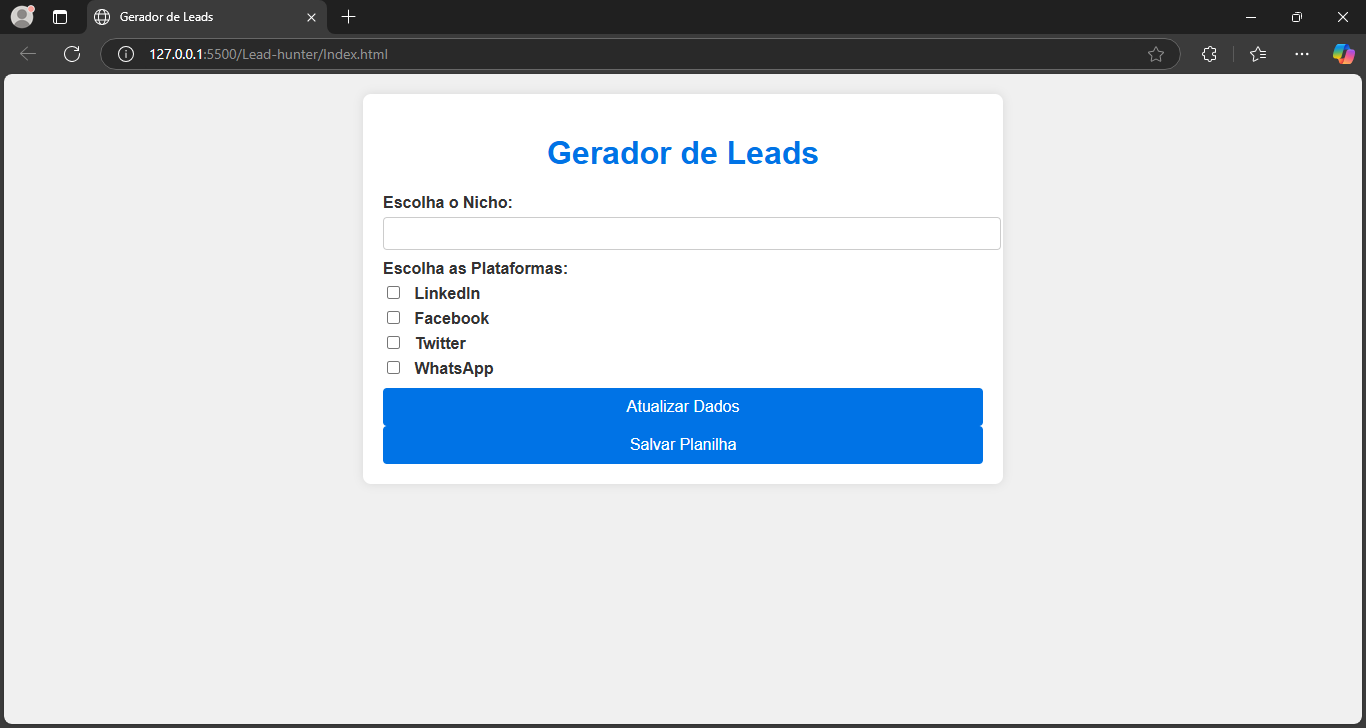 Gerador de Leads
127.0.0.1:5500/Lead-hunter/Index.html
Gerador de Leads
Escolha o Nicho:
Escolha as Plataformas:
LinkedIn
Facebook
Twitter
WhatsApp
Atualizar Dados
Salvar Planilha